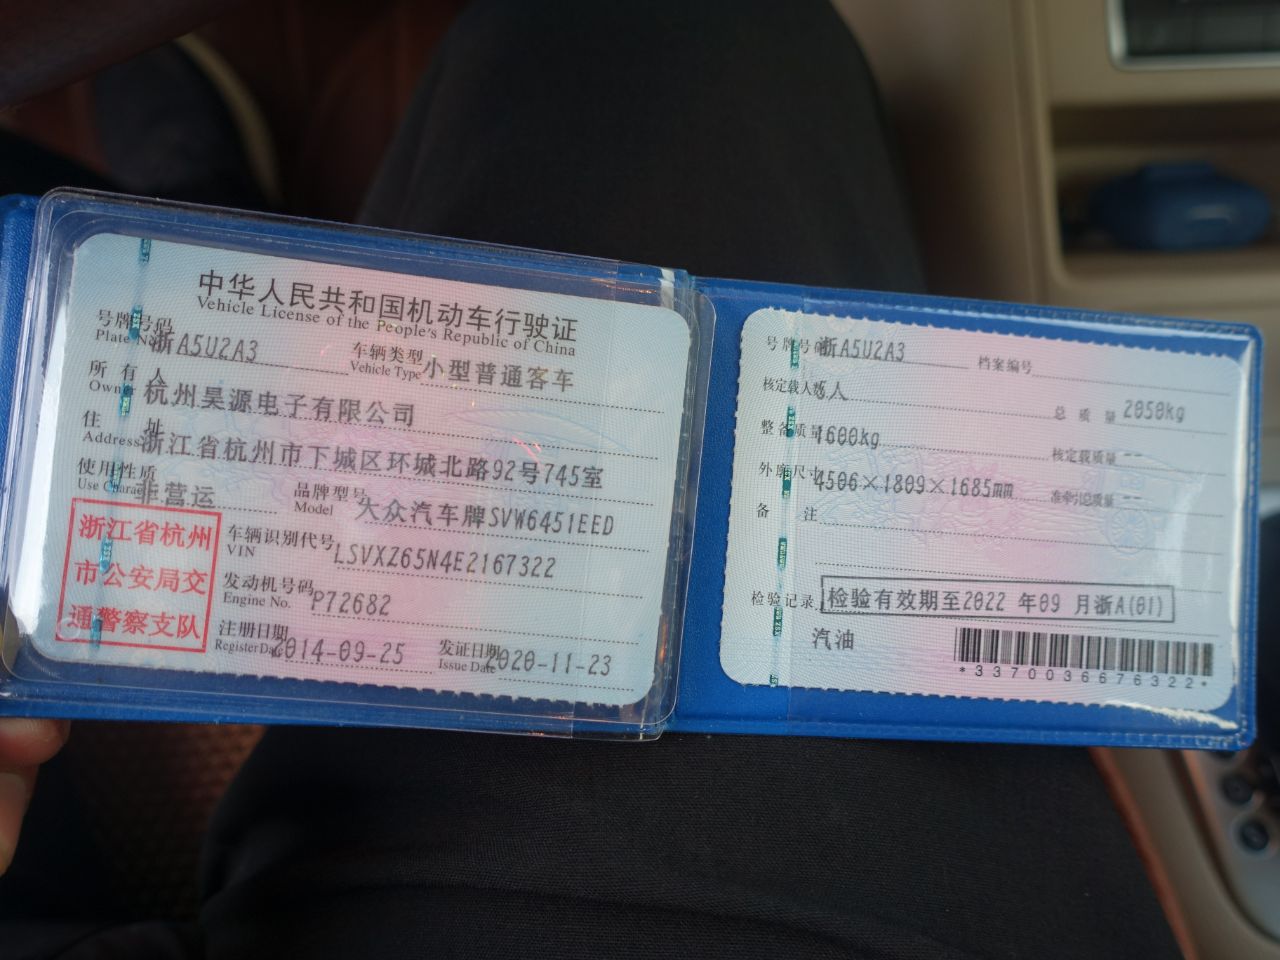 中华人民共和国机动车行驶证
Vehicle License of the People's Republic of China
号牌号码 浙A5U2A3 车辆类型 小型普通客车
Plate No. Vehicle Type
所有人 杭州昊源电子有限公司
Owner
住址 浙江省杭州市下城区环城北路92号745室
Address
使用性质 非营运 品牌型号 大众汽车牌SVW6451EED
Use Character Model
浙江省杭州
市公安局交
通警察支队
车辆识别代号 LSVXZ65N4E2167322
VIN
发动机号码 P72682
Engine No.
注册日期 2014-09-25 发证日期 2020-11-23
Register Date Issue Date
号牌号码 浙A5U2A3 档案编号
核定载人数 5人 总质量 2050kg
整备质量 1600kg 核定载质量 --
外廓尺寸 4506×1809×1685mm 准牵引总质量 --
备注
检验记录 检验有效期至2022 年09 月浙A(01)
汽油
*3370036676322*